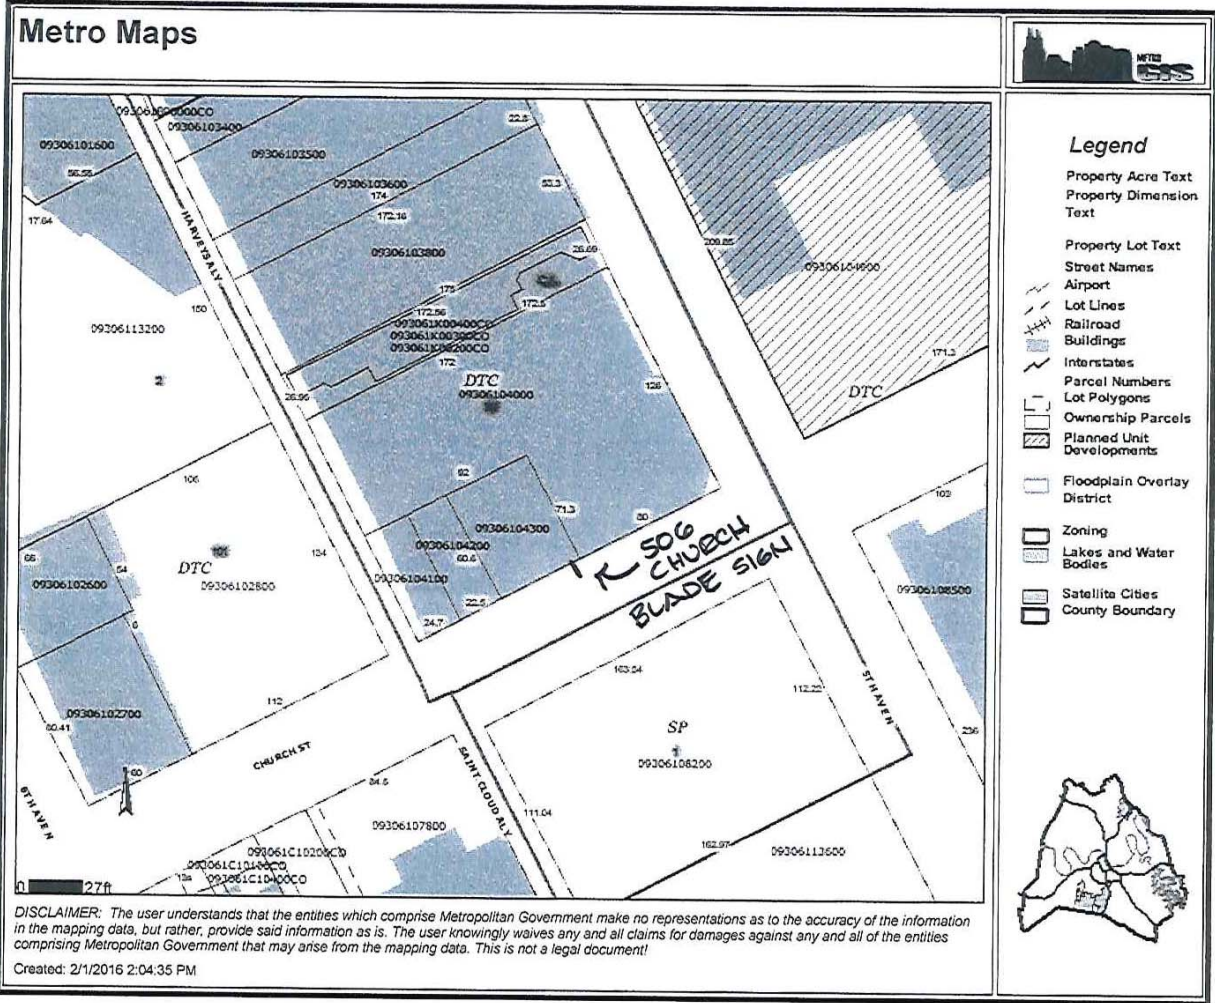 Metro Maps
METRO
GIS
09306101600
56.55
17.64
09306103400
09306103500
22.5
09306103600
174
172.16
53.3
HARVEYS ALY
09306103800
26.69
209.85
09306104900
175
172.5
172.56
150
09306113200
093061K00400CO
093061K00300CO
093061K00200CO
172
DTC
09306104000
126
171.3
DTC
2
26.95
106
92
71.3
80
103
506
CHURCH
BLADE SIGN
66
54
101
134
DTC
09306102600
09306102800
09306104300
09306104200
60.6
09306104100
22.5
24.7
09306108500
6
163.54
112.22
5TH AVE N
112
09306102700
80.41
SP
1
09306108200
236
CHURCH ST
SAINT CLOUD ALY
60
6TH AVE N
84.5
111.04
09306107800
162.97
09306113600
093061C10200CO
093061C10100CO
093061C10400CO
0
27ft
Legend
Property Acre Text
Property Dimension
Text
Property Lot Text
Street Names
Airport
Lot Lines
Railroad
Buildings
Interstates
Parcel Numbers
Lot Polygons
Ownership Parcels
Planned Unit
Developments
Floodplain Overlay
District
Zoning
Lakes and Water
Bodies
Satellite Cities
County Boundary
DISCLAIMER: The user understands that the entities which comprise Metropolitan Government make no representations as to the accuracy of the information
in the mapping data, but rather, provide said information as is. The user knowingly waives any and all claims for damages against any and all of the entities
comprising Metropolitan Government that may arise from the mapping data. This is not a legal document!
Created: 2/1/2016 2:04:35 PM